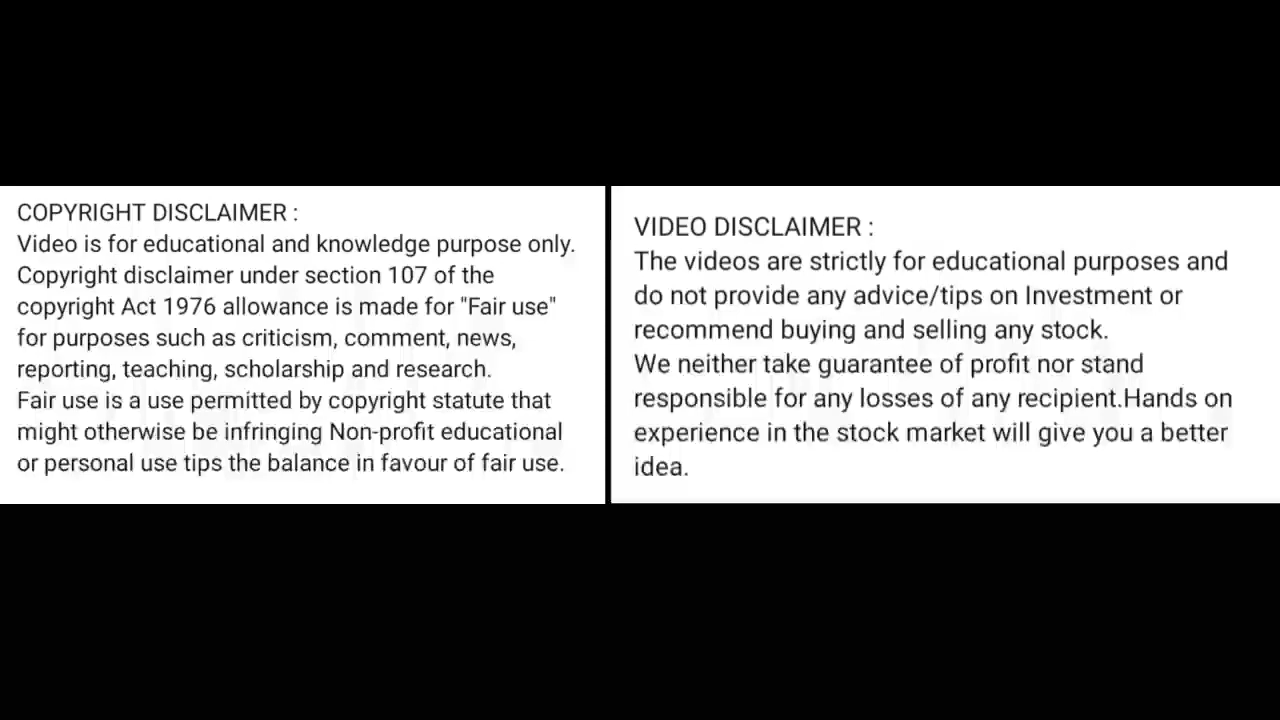 COPYRIGHT DISCLAIMER :
Video is for educational and knowledge purpose only.
Copyright disclaimer under section 107 of the
copyright Act 1976 allowance is made for "Fair use"
for purposes such as criticism, comment, news,
reporting, teaching, scholarship and research.
Fair use is a use permitted by copyright statute that
might otherwise be infringing Non-profit educational
or personal use tips the balance in favour of fair use.
VIDEO DISCLAIMER :
The videos are strictly for educational purposes and
do not provide any advice/tips on Investment or
recommend buying and selling any stock.
We neither take guarantee of profit nor stand
responsible for any losses of any recipient.Hands on
experience in the stock market will give you a better
idea.